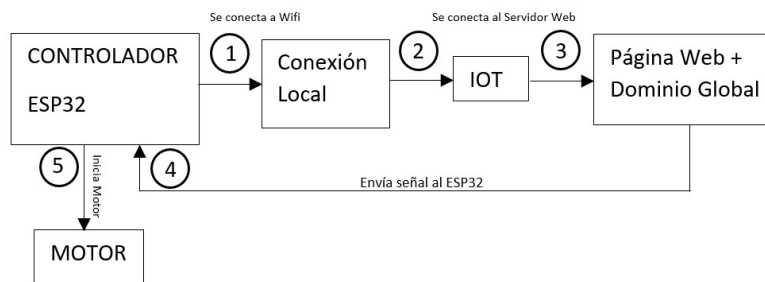 Se conecta a Wifi
Se conecta al Servidor Web
CONTROLADOR
ESP32
1
Conexión
Local
2
IOT
3
Página Web +
Dominio Global
5
Inicia Motor
4
Envía señal al ESP32
MOTOR